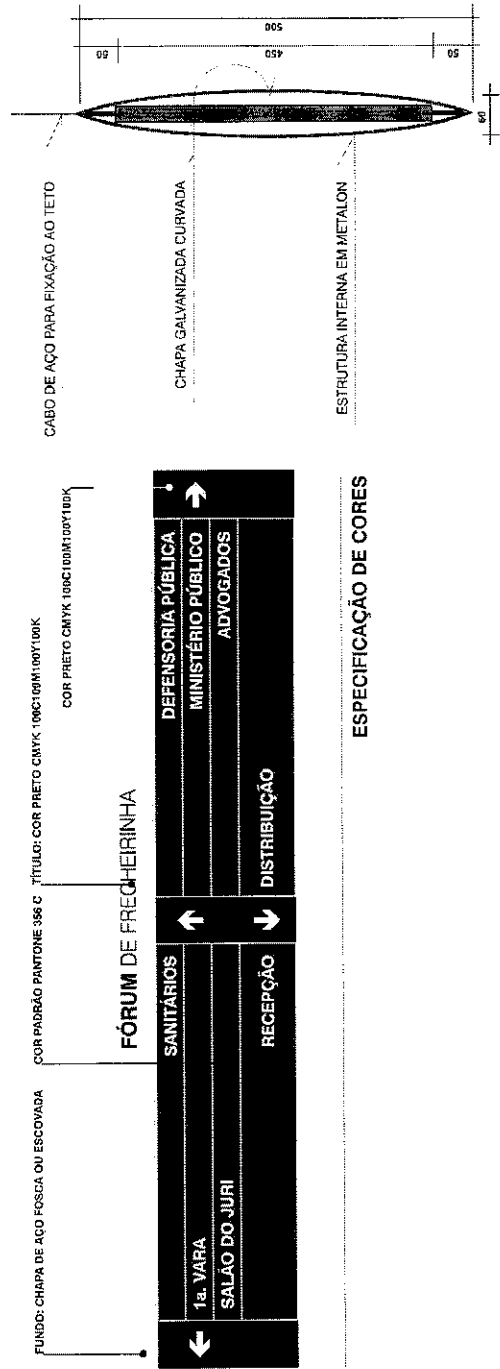 FUNDO: CHAPA DE AÇO FOSCA OU ESCOVADA
COR PADRÃO PANTONE 356 C
TÍTULO: COR PRETO CMYK 100C100M100Y100K
COR PRETO CMYK 100C100M100Y100K
FÓRUM DE FRECHEIRINHA
SANITÁRIOS
1a. VARA
SALÃO DO JURI
RECEPÇÃO
DEFENSORIA PÚBLICA
MINISTÉRIO PÚBLICO
ADVOGADOS
DISTRIBUIÇÃO
ESPECIFICAÇÃO DE CORES
CABO DE AÇO PARA FIXAÇÃO AO TETO
CHAPA GALVANIZADA CURVADA
ESTRUTURA INTERNA EM METALON
50
450
50
500
60